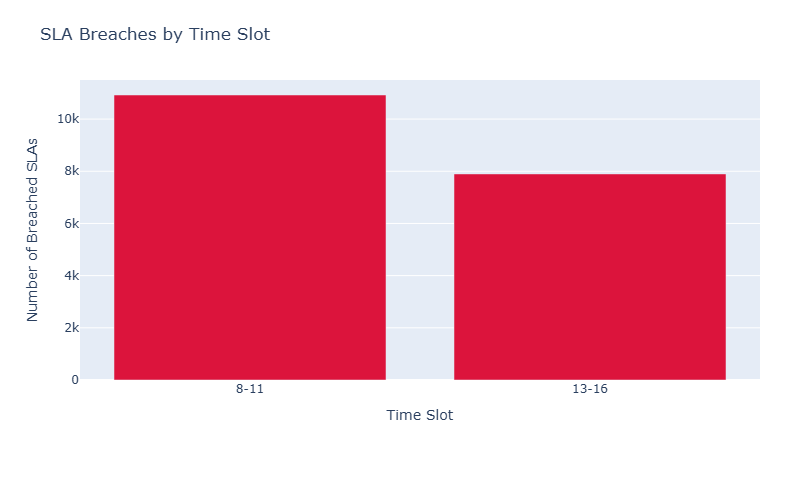 SLA Breaches by Time Slot
Number of Breached SLAs
10k
8k
6k
4k
2k
0
8-11
13-16
Time Slot